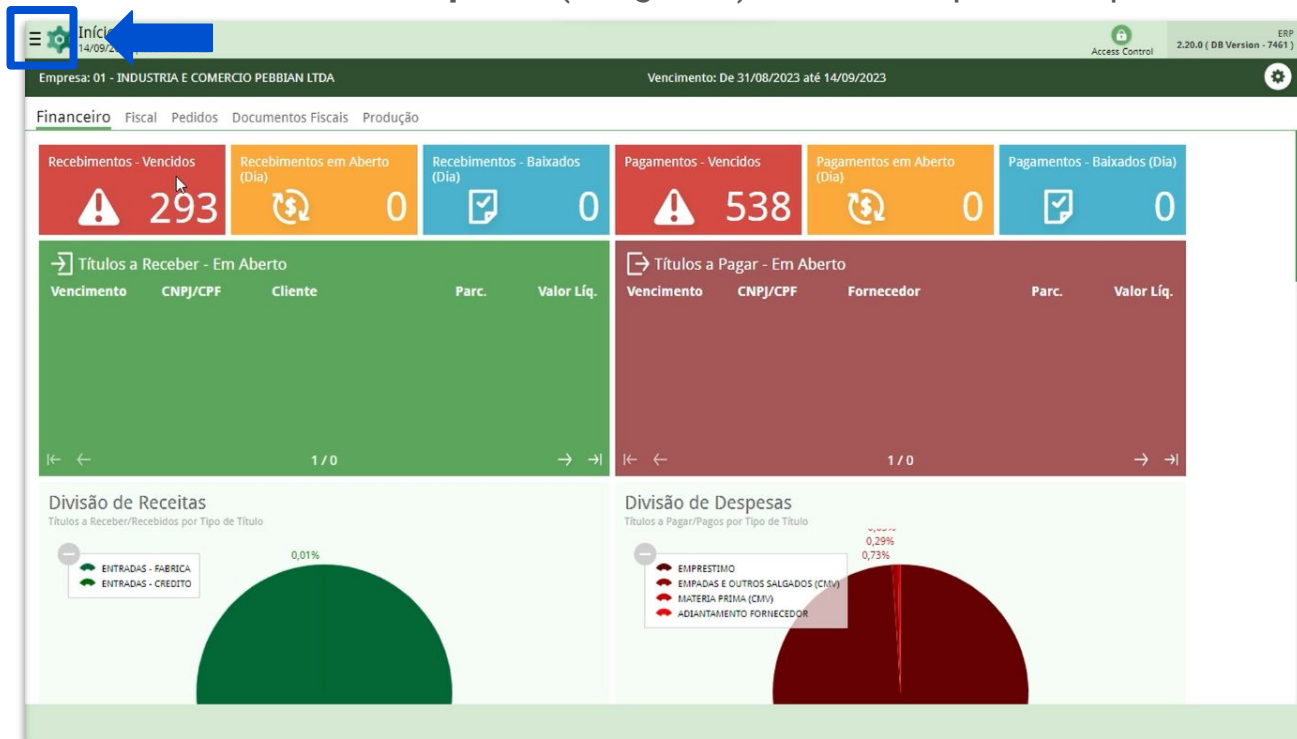 Início
14/09/2
Access Control
ERP
2.20.0 ( DB Version - 7461 )
Empresa: 01 - INDUSTRIA E COMERCIO PEBBIAN LTDA
Vencimento: De 31/08/2023 até 14/09/2023
Financeiro Fiscal Pedidos Documentos Fiscais Produção
Recebimentos - Vencidos
293
Recebimentos em Aberto
(Dia)
0
Recebimentos - Baixados
(Dia)
0
Pagamentos - Vencidos
538
Pagamentos em Aberto
(Dia)
0
Pagamentos - Baixados (Dia)
0
Títulos a Receber - Em Aberto
Vencimento CNPJ/CPF Cliente Parc. Valor Líq.
1 / 0
Títulos a Pagar - Em Aberto
Vencimento CNPJ/CPF Fornecedor Parc. Valor Líq.
1 / 0
Divisão de Receitas
Títulos a Receber/Recebidos por Tipo de Título
0,01%
ENTRADAS - FABRICA
ENTRADAS - CREDITO
Divisão de Despesas
Títulos a Pagar/Pagos por Tipo de Título
0,29%
0,73%
EMPRESTIMO
EMPADAS E OUTROS SALGADOS (CMV)
MATERIA PRIMA (CMV)
ADIANTAMENTO FORNECEDOR